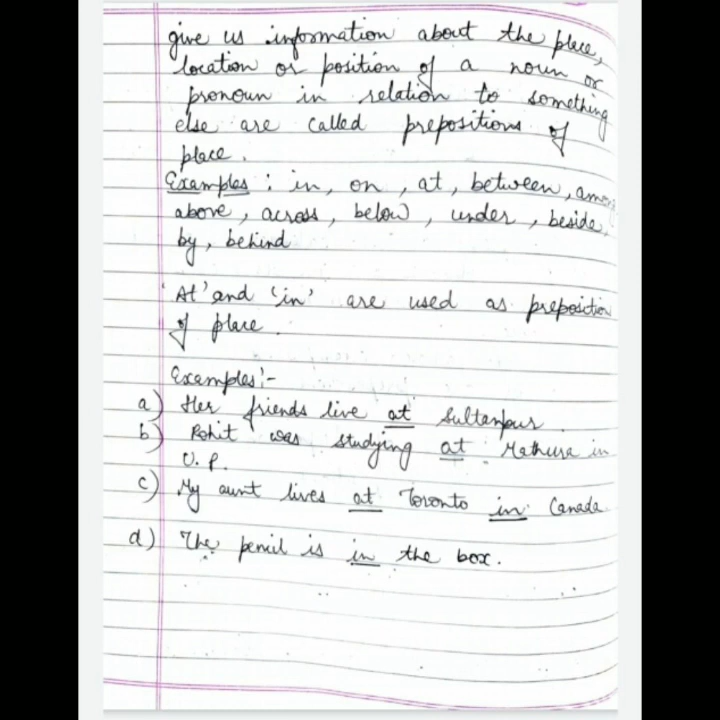 give us information about the place,
location or position of a noun or
pronoun in relation to something
else are called prepositions of
place.
Examples : in, on, at, between, amon
above, across, below, under, beside,
by, behind
'At' and 'in' are used as preposition
of place.
Examples:-
a) Her friends live at Sultanpur.
b) Rohit was studying at Mathura in
U.P.
c) My aunt lives at Toronto in Canada.
d) The pencil is in the box.